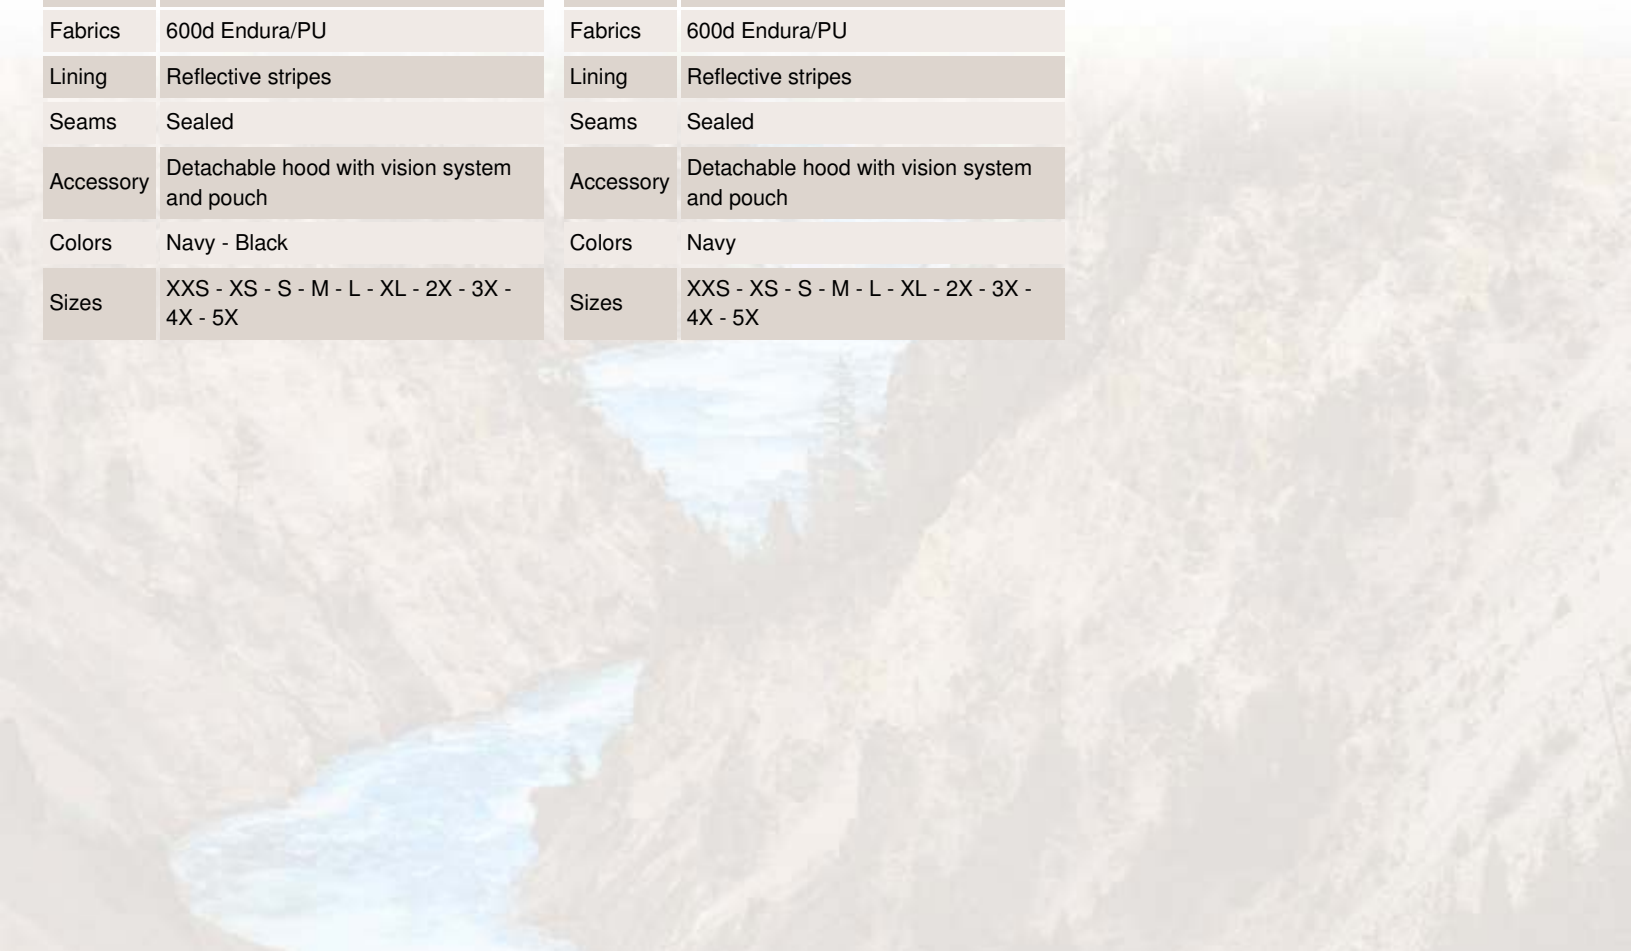 Fabrics 600d Endura/PU
Lining Reflective stripes
Seams Sealed
Accessory Detachable hood with vision system
and pouch
Colors Navy - Black
Sizes XXS - XS - S - M - L - XL - 2X - 3X -
4X - 5X
Fabrics 600d Endura/PU
Lining Reflective stripes
Seams Sealed
Accessory Detachable hood with vision system
and pouch
Colors Navy
Sizes XXS - XS - S - M - L - XL - 2X - 3X -
4X - 5X